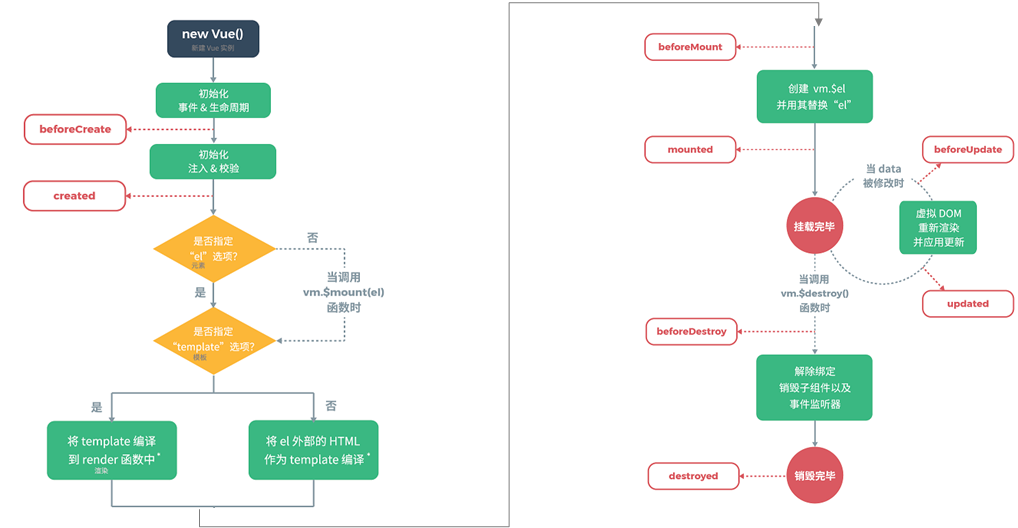 new Vue()
新建 Vue 实例
初始化
事件 & 生命周期
beforeCreate
初始化
注入 & 校验
created
是否指定
“el” 选项?
元素
否
是
当调用
vm.$mount(el)
函数时
是否指定
“template” 选项?
模板
是
否
将 template 编译
到 render 函数中*
渲染
将 el 外部的 HTML
作为 template 编译*
beforeMount
创建 vm.$el
并用其替换 “el”
mounted
beforeUpdate
当 data
被修改时
挂载完毕
虚拟 DOM
重新渲染
并应用更新
当调用
vm.$destroy()
函数时
updated
beforeDestroy
解除绑定
销毁子组件以及
事件监听器
destroyed
销毁完毕